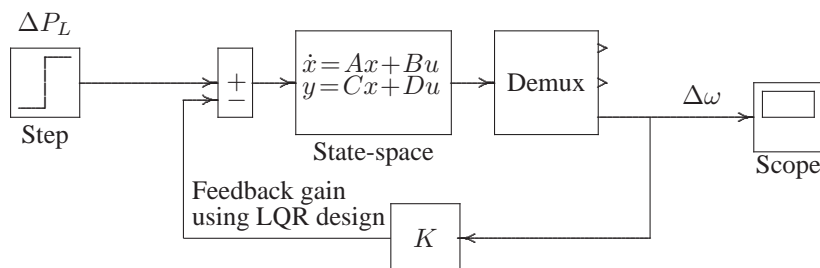 ΔP_L
Step
+
−
ẋ=Ax+Bu
y=Cx+Du
State-space
Demux
Δω
Scope
Feedback gain
using LQR design
K